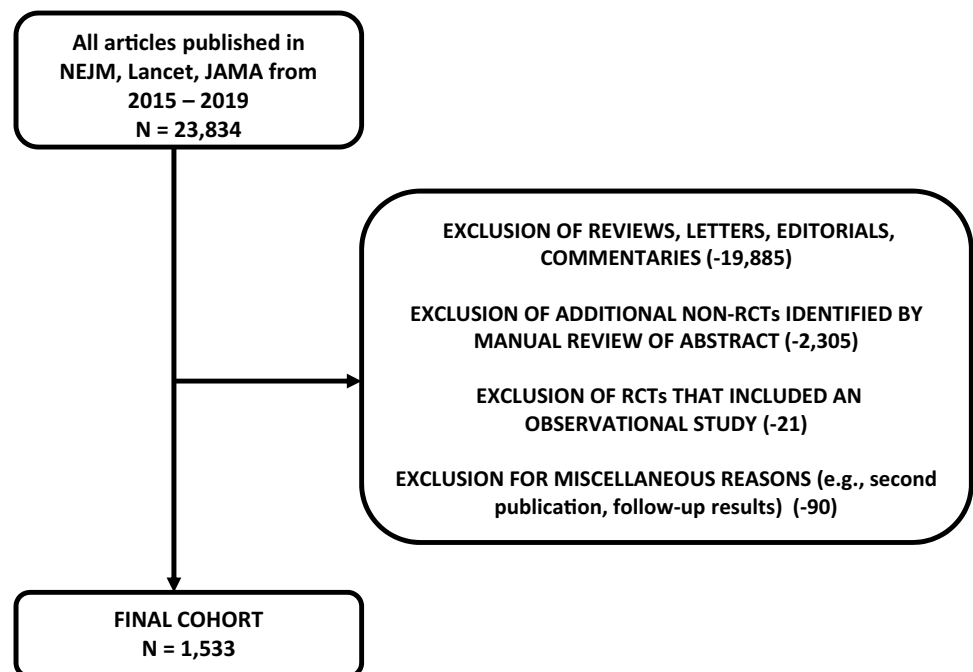 All articles published in
NEJM, Lancet, JAMA from
2015 – 2019
N = 23,834
EXCLUSION OF REVIEWS, LETTERS, EDITORIALS,
COMMENTARIES (-19,885)
EXCLUSION OF ADDITIONAL NON-RCTs IDENTIFIED BY
MANUAL REVIEW OF ABSTRACT (-2,305)
EXCLUSION OF RCTs THAT INCLUDED AN
OBSERVATIONAL STUDY (-21)
EXCLUSION FOR MISCELLANEOUS REASONS (e.g., second
publication, follow-up results) (-90)
FINAL COHORT
N = 1,533